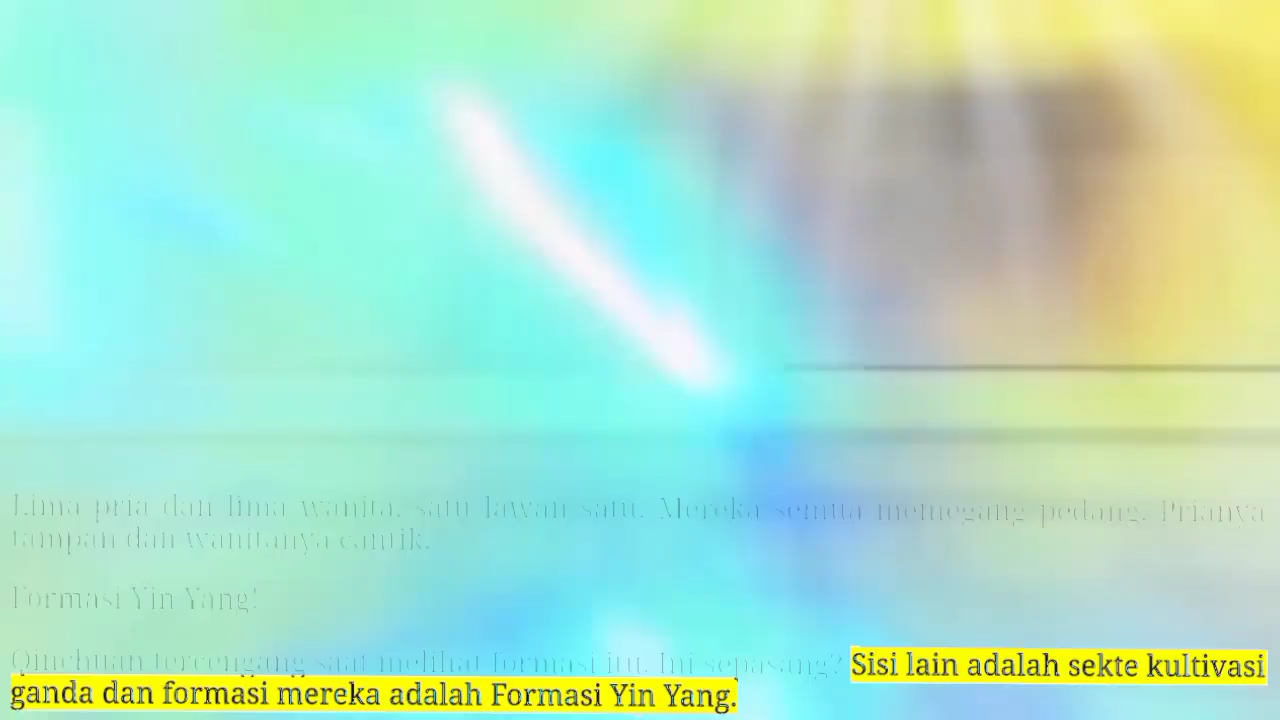 Lima pria dan lima wanita, satu lawan satu. Mereka semua memegang pedang. Prianya
tampan dan wanitanya cantik.
Formasi Yin Yang!
Qinchuan tercengang saat melihat formasi itu. Ini sepasang? Sisi lain adalah sekte kultivasi
ganda dan formasi mereka adalah Formasi Yin Yang.